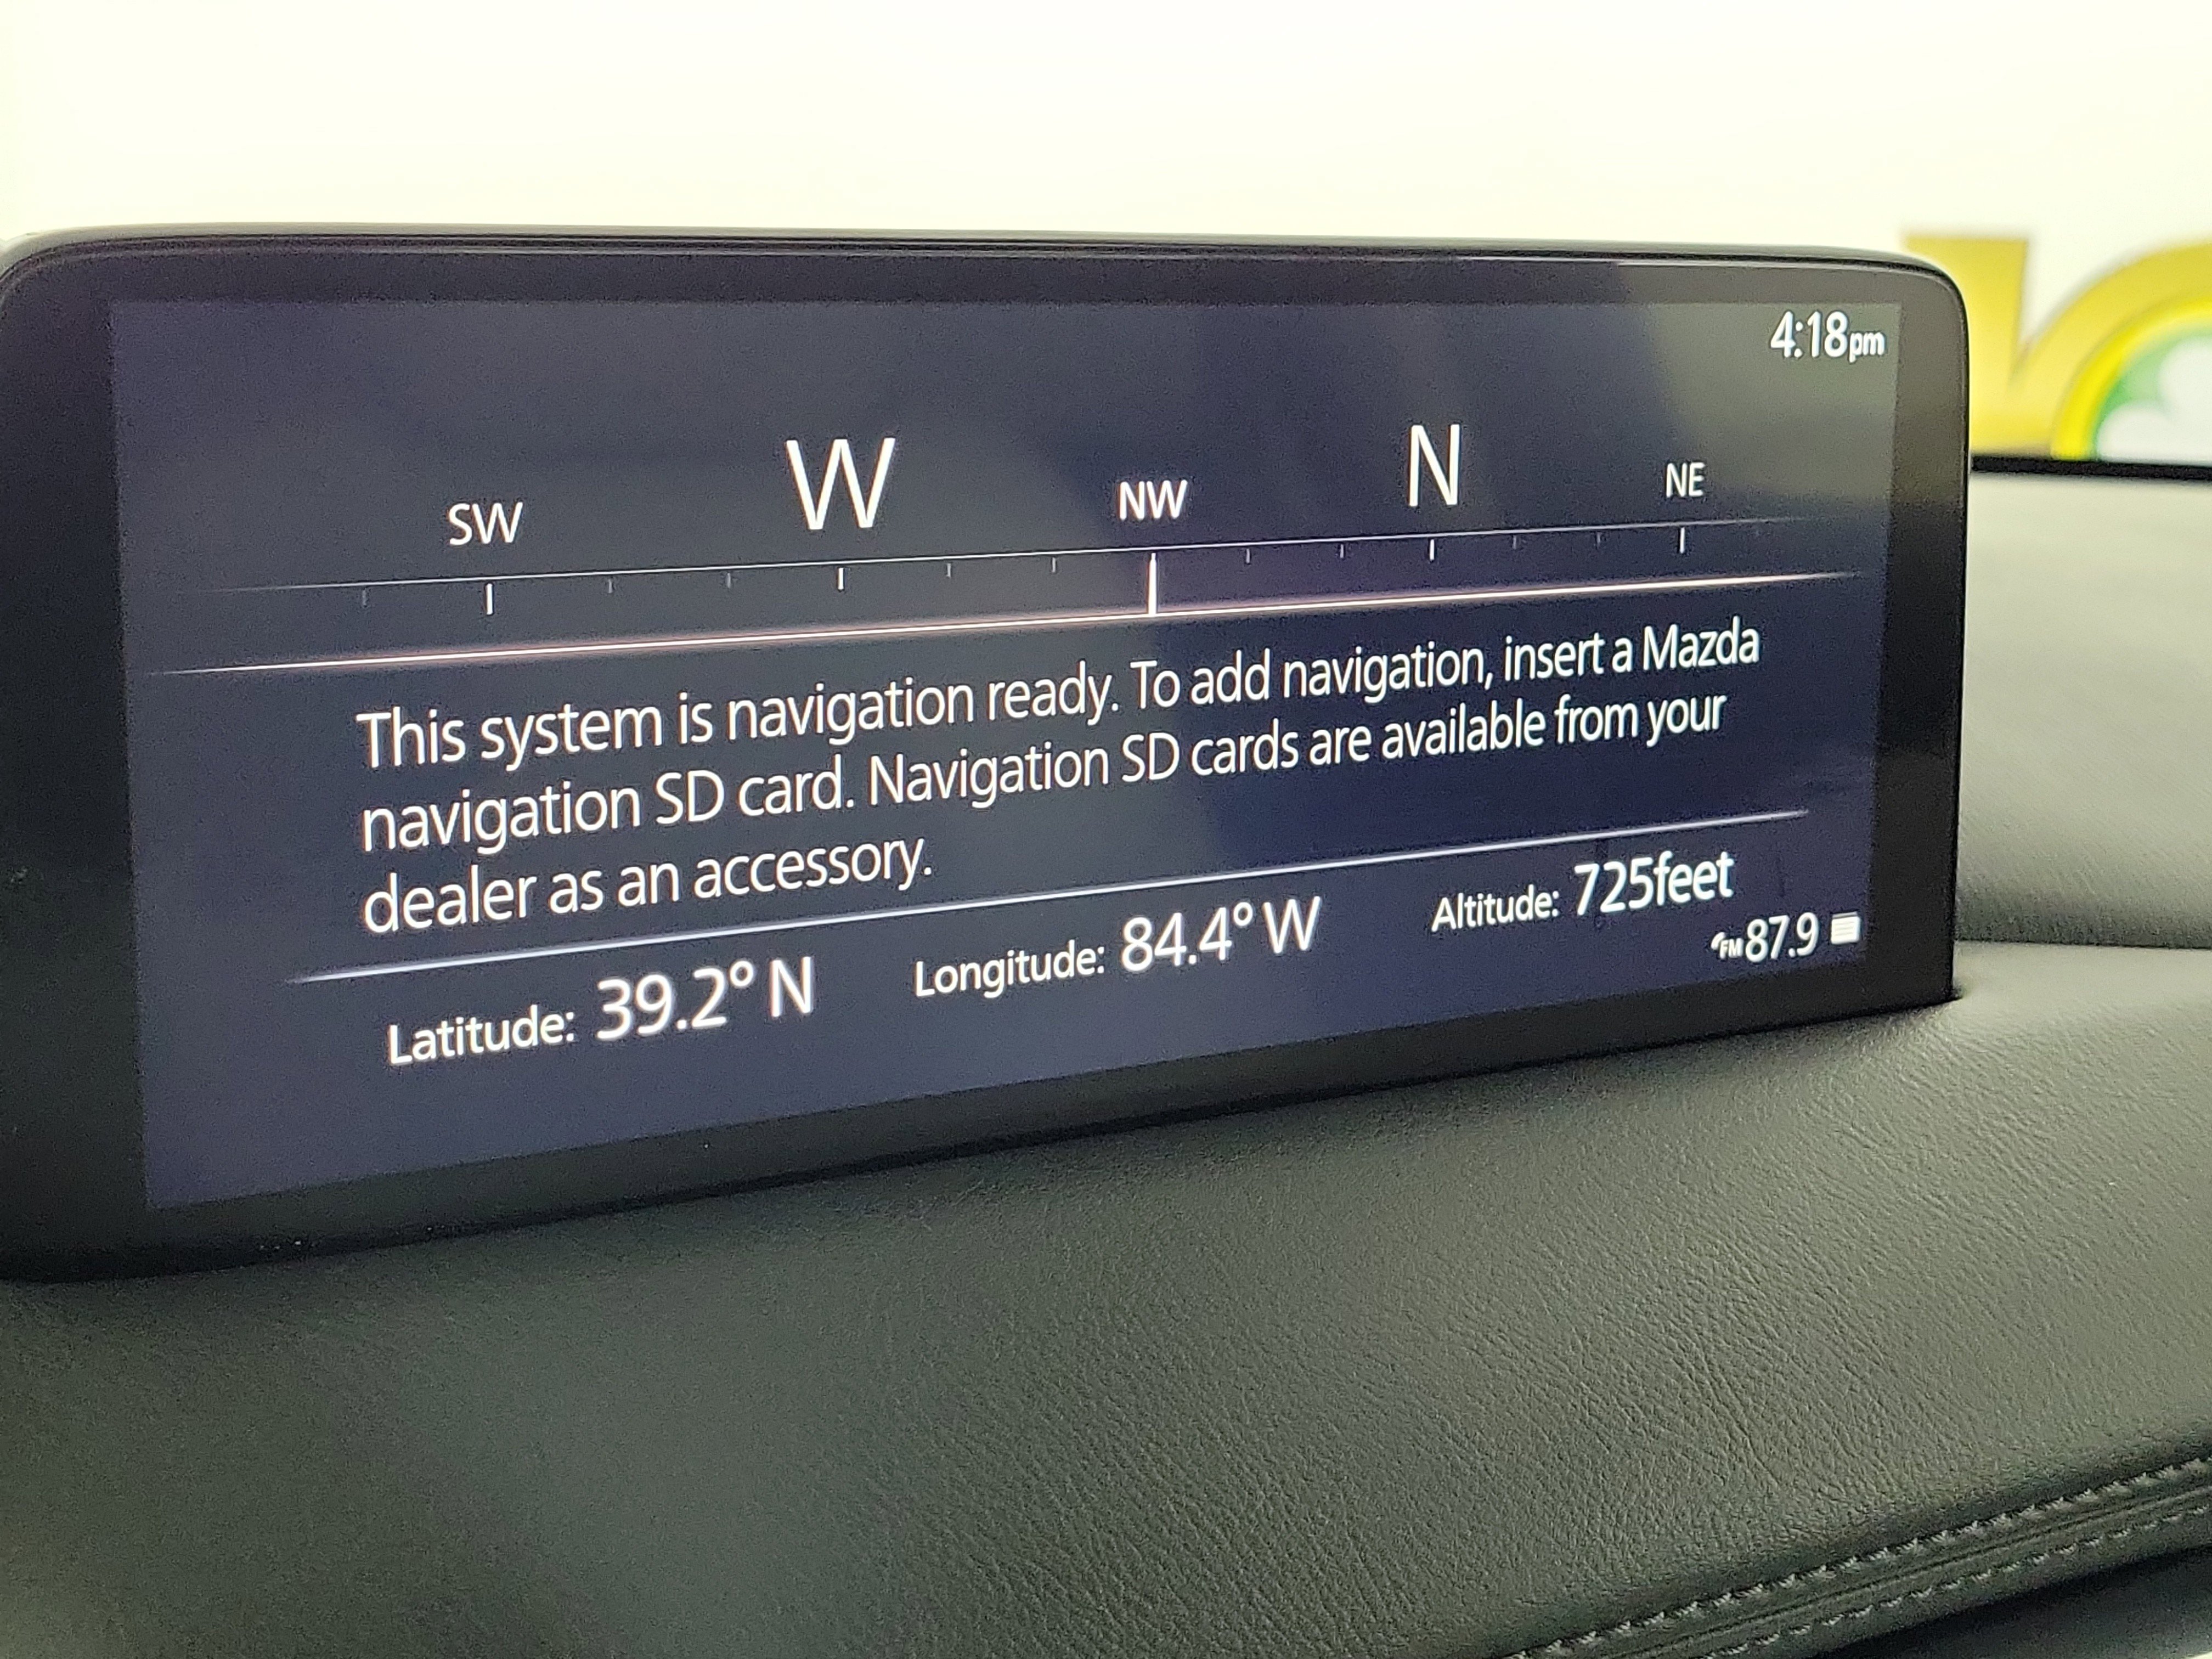 4:18pm
SW W NW N NE
This system is navigation ready. To add navigation, insert a Mazda
navigation SD card. Navigation SD cards are available from your
dealer as an accessory.
Latitude: 39.2° N Longitude: 84.4° W Altitude: 725feet
FM 87.9